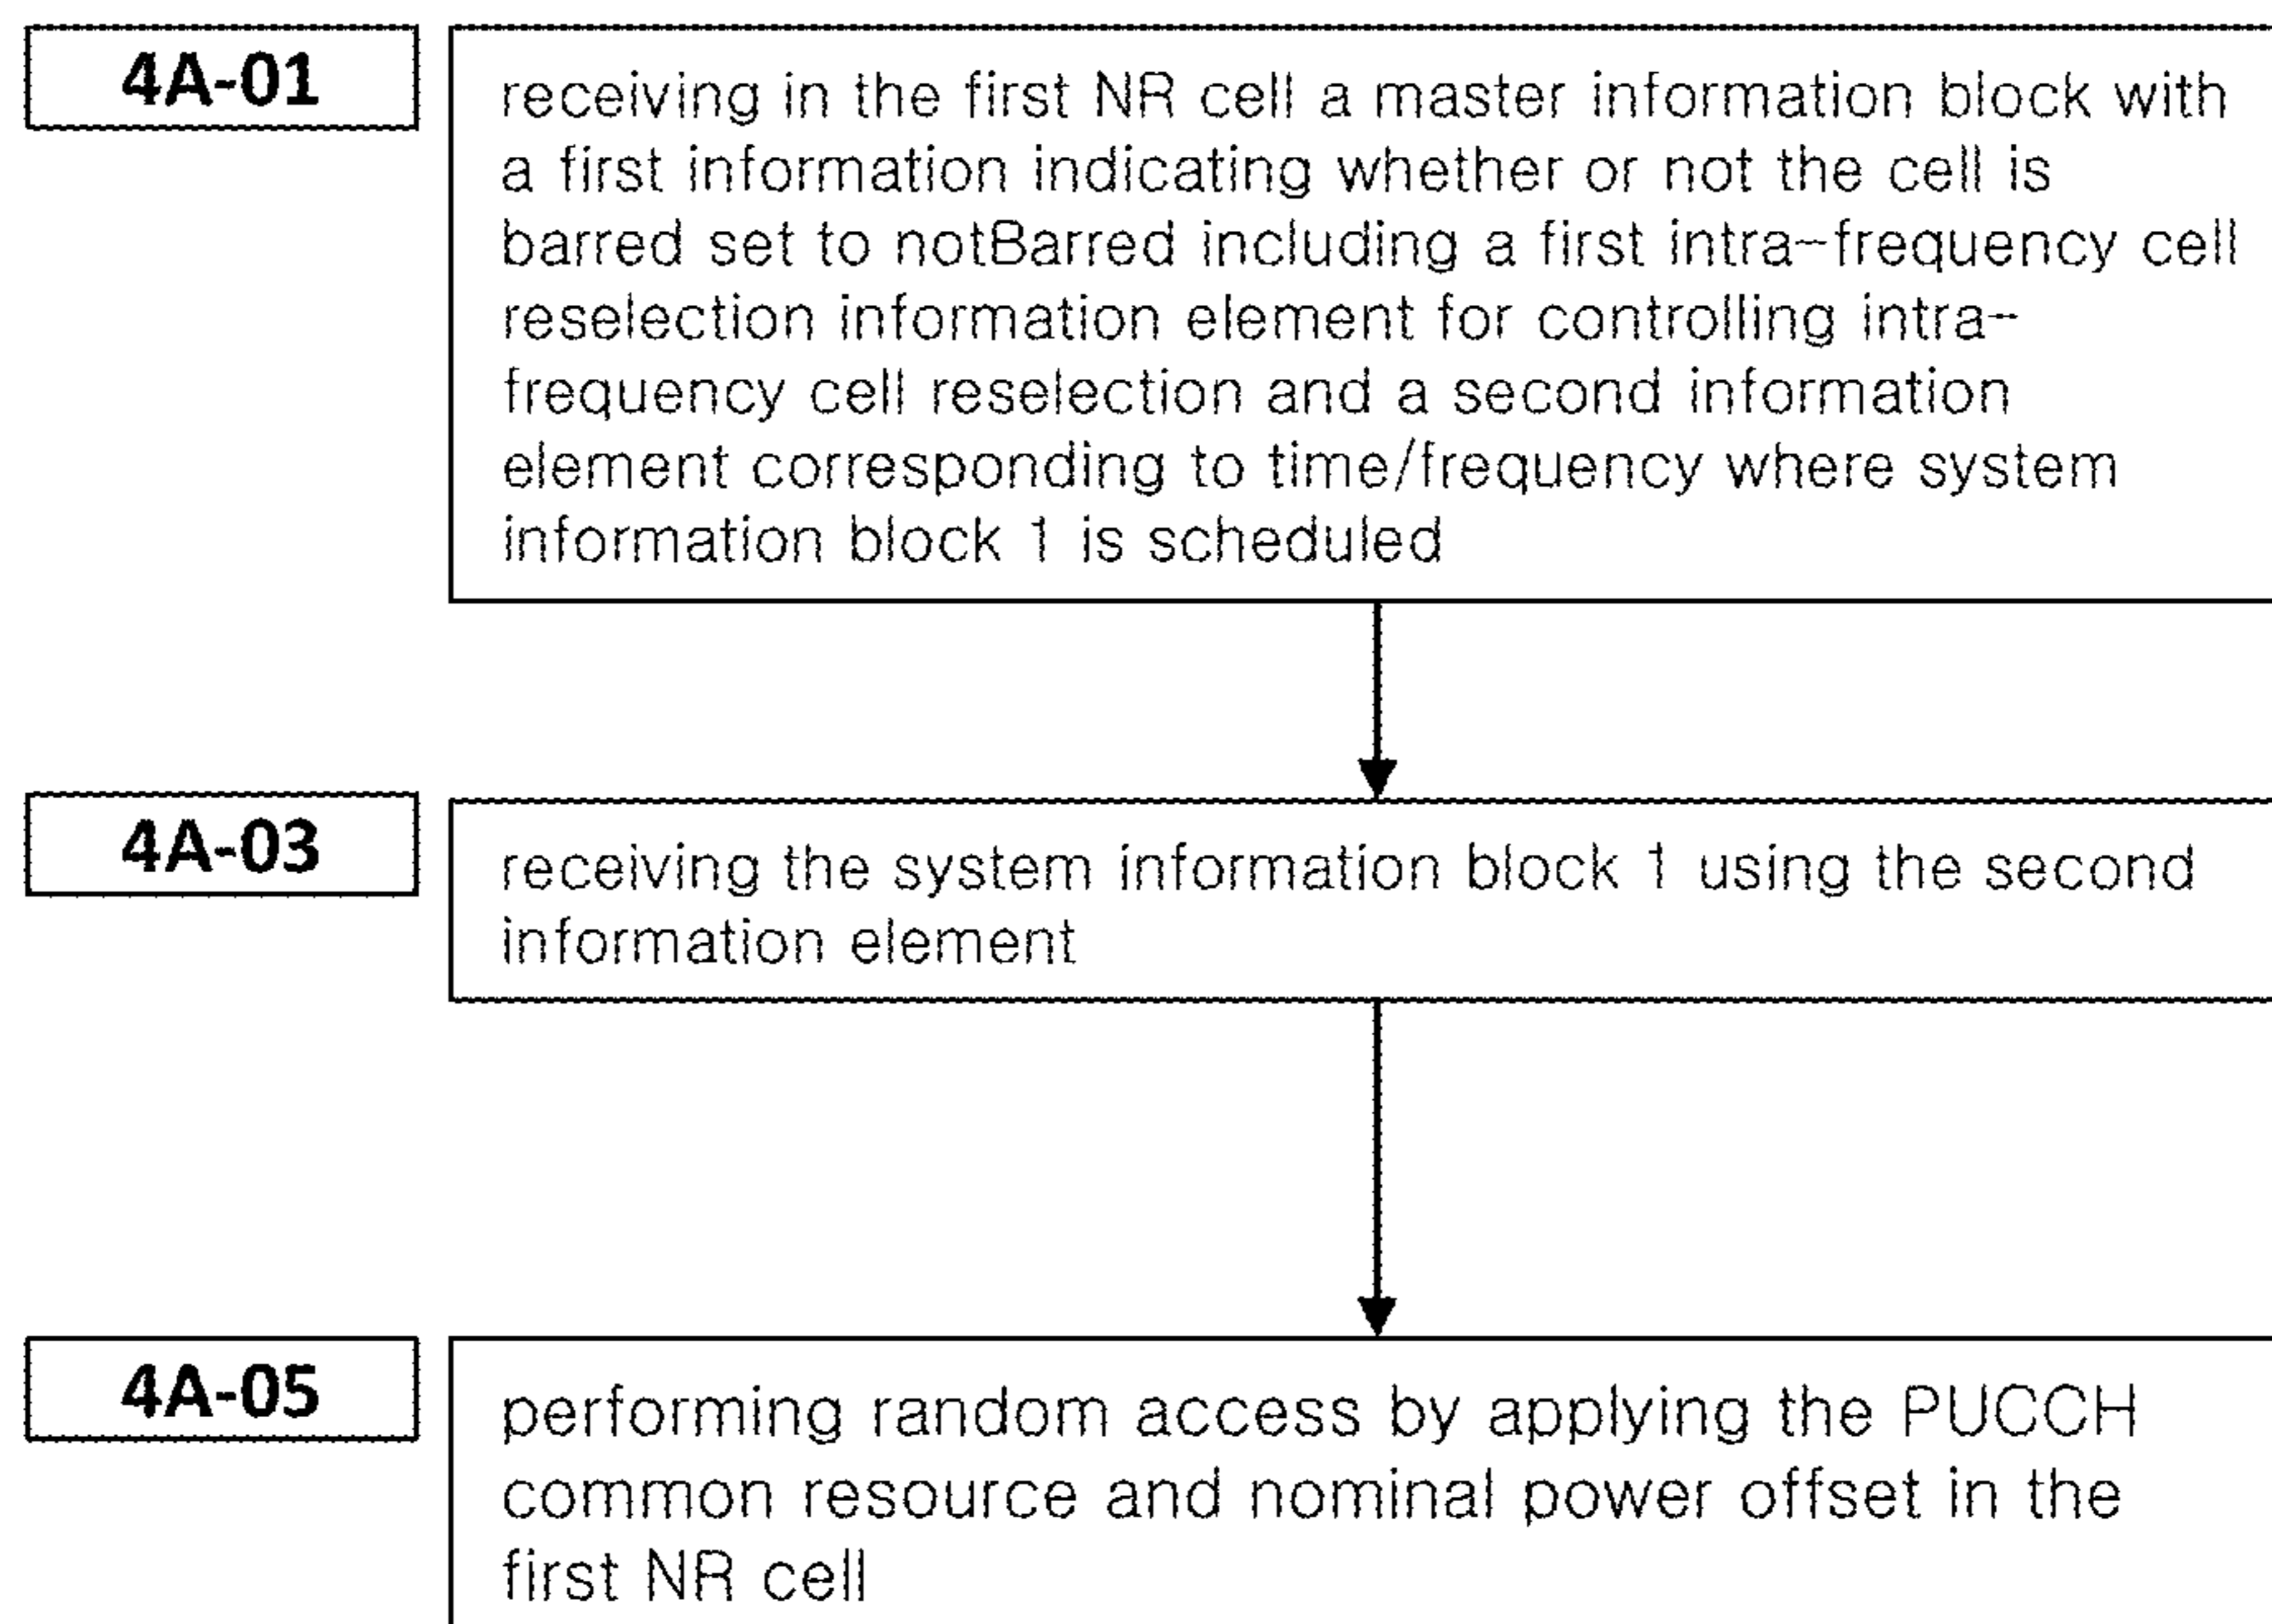 4A-01
receiving in the first NR cell a master information block with
a first information indicating whether or not the cell is
barred set to notBarred including a first intra-frequency cell
reselection information element for controlling intra-
frequency cell reselection and a second information
element corresponding to time/frequency where system
information block 1 is scheduled
4A-03
receiving the system information block 1 using the second
information element
4A-05
performing random access by applying the PUCCH
common resource and nominal power offset in the
first NR cell